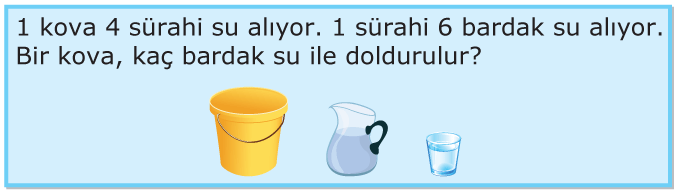 1 kova 4 sürahi su alıyor. 1 sürahi 6 bardak su alıyor.
Bir kova, kaç bardak su ile doldurulur?